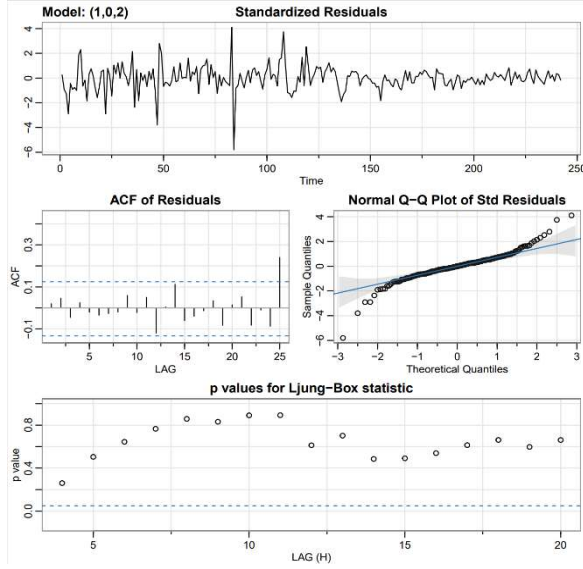 Model: (1,0,2) Standardized Residuals
4
2
0
-2
-4
-6
0 50 100 150 200 250
Time
ACF of Residuals
ACF
0.3
0.1
-0.1
5 10 15 20 25
LAG
Normal Q-Q Plot of Std Residuals
Sample Quantiles
4
2
0
-2
-4
-6
-3 -2 -1 0 1 2 3
Theoretical Quantiles
p values for Ljung-Box statistic
p value
0.8
0.4
0.0
5 10 15 20
LAG (H)